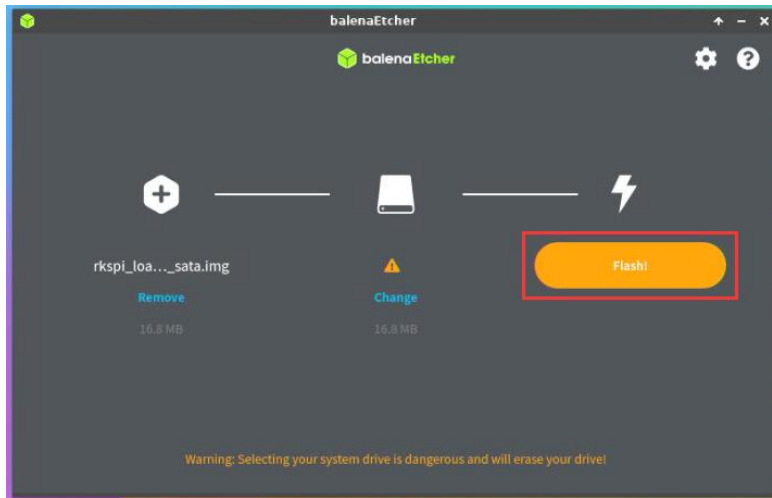 balenaEtcher
balenaEtcher
rkspi_loa..._sata.img
Flash!
Remove
Change
16.8 MB
16.8 MB
Warning: Selecting your system drive is dangerous and will erase your drive!